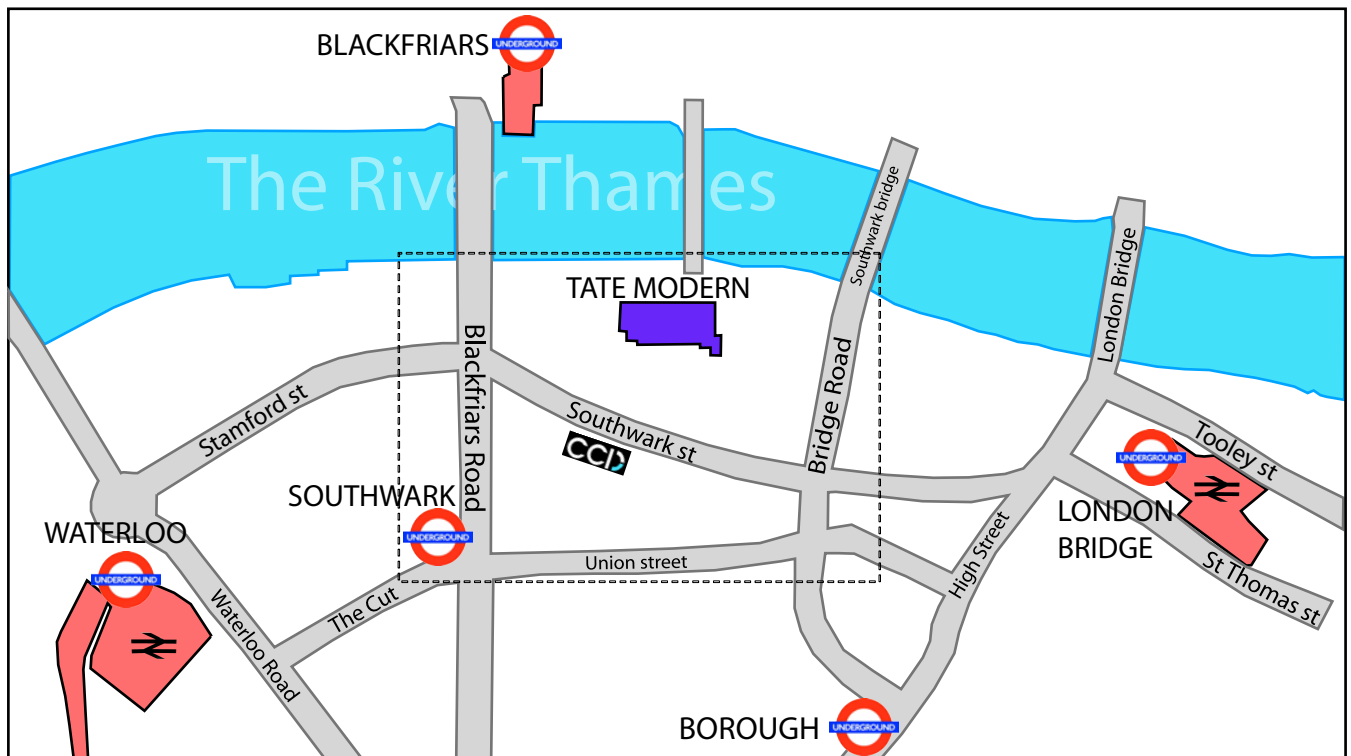 BLACKFRIARS
UNDERGROUND
The River Thames
Southwark bridge
London Bridge
TATE MODERN
Blackfriars Road
Bridge Road
Stamford st
Southwark st
CCD
Tooley st
UNDERGROUND
SOUTHWARK
UNDERGROUND
LONDON
BRIDGE
WATERLOO
UNDERGROUND
Union street
High Street
St Thomas st
The Cut
Waterloo Road
BOROUGH
UNDERGROUND